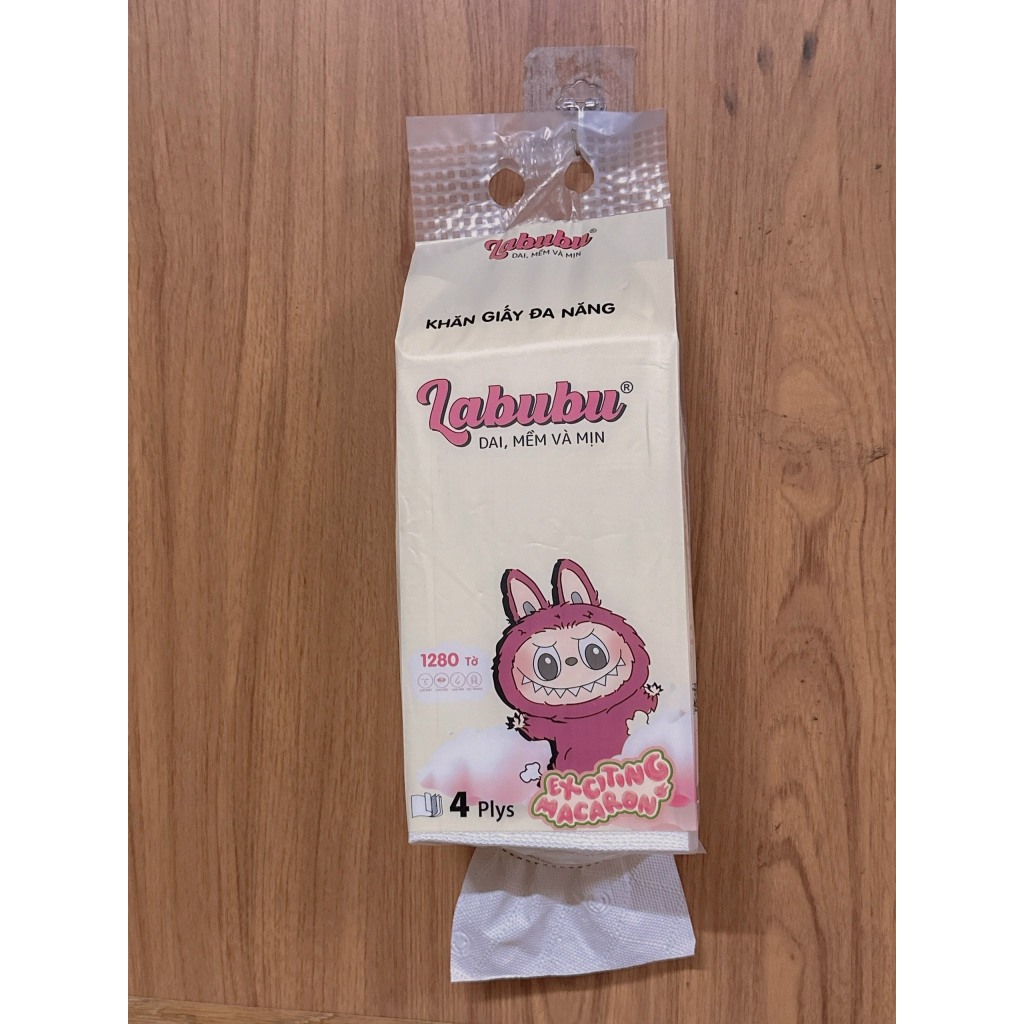 Labubu®
DAI, MỀM VÀ MỊN
KHĂN GIẤY ĐA NĂNG
Labubu®
DAI, MỀM VÀ MỊN
1280 Tờ
4 Plys
EXCITING
MACARON